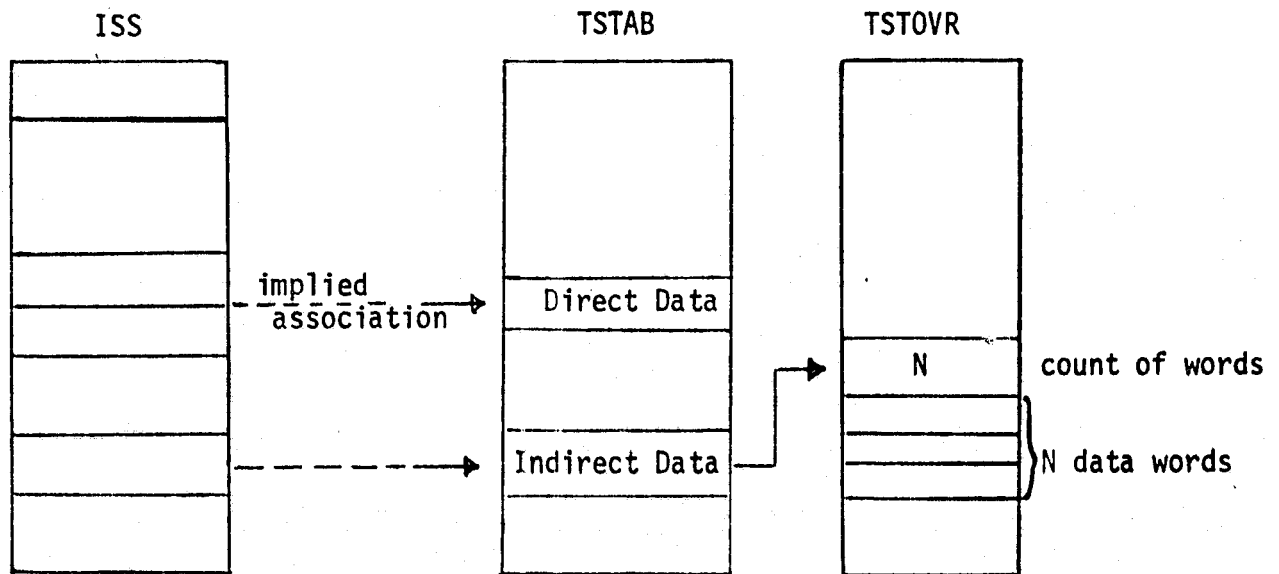 ISS
TSTAB
TSTOVR
implied
association
Direct Data
N
count of words
Indirect Data
N data words